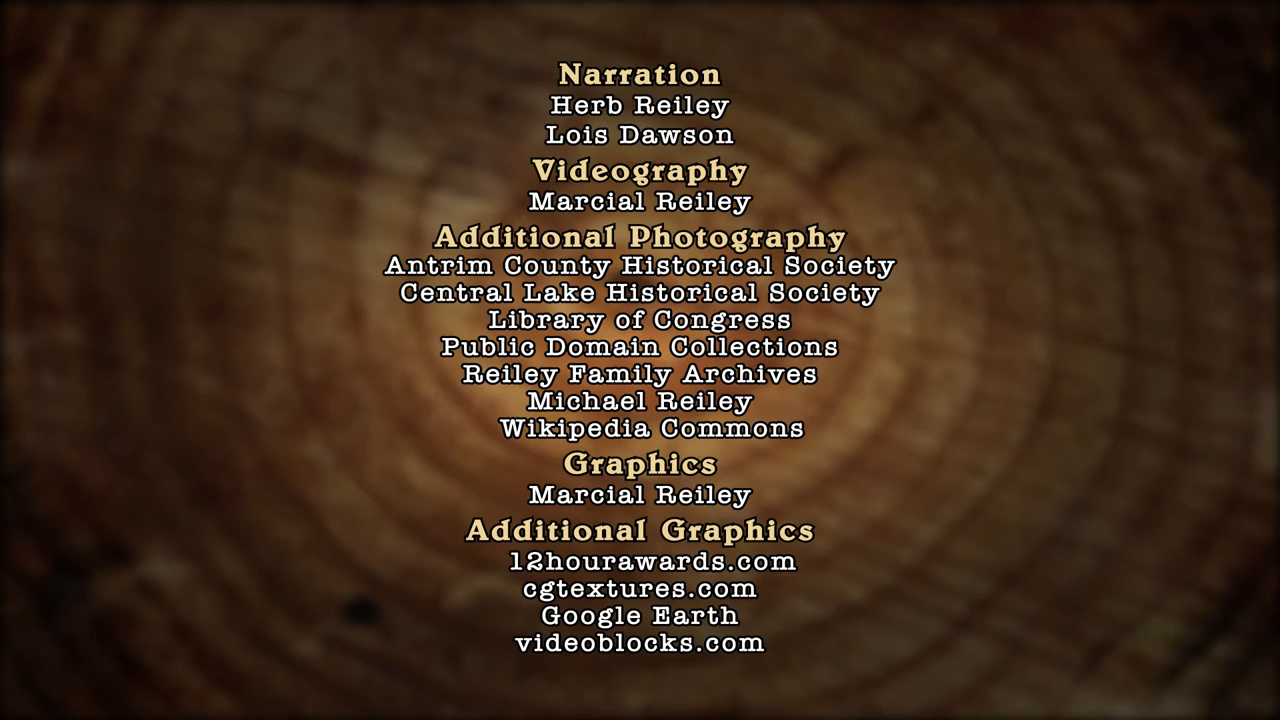 Narration
Herb Reiley
Lois Dawson
Videography
Marcial Reiley
Additional Photography
Antrim County Historical Society
Central Lake Historical Society
Library of Congress
Public Domain Collections
Reiley Family Archives
Michael Reiley
Wikipedia Commons
Graphics
Marcial Reiley
Additional Graphics
12hourawards.com
cgtextures.com
Google Earth
videoblocks.com